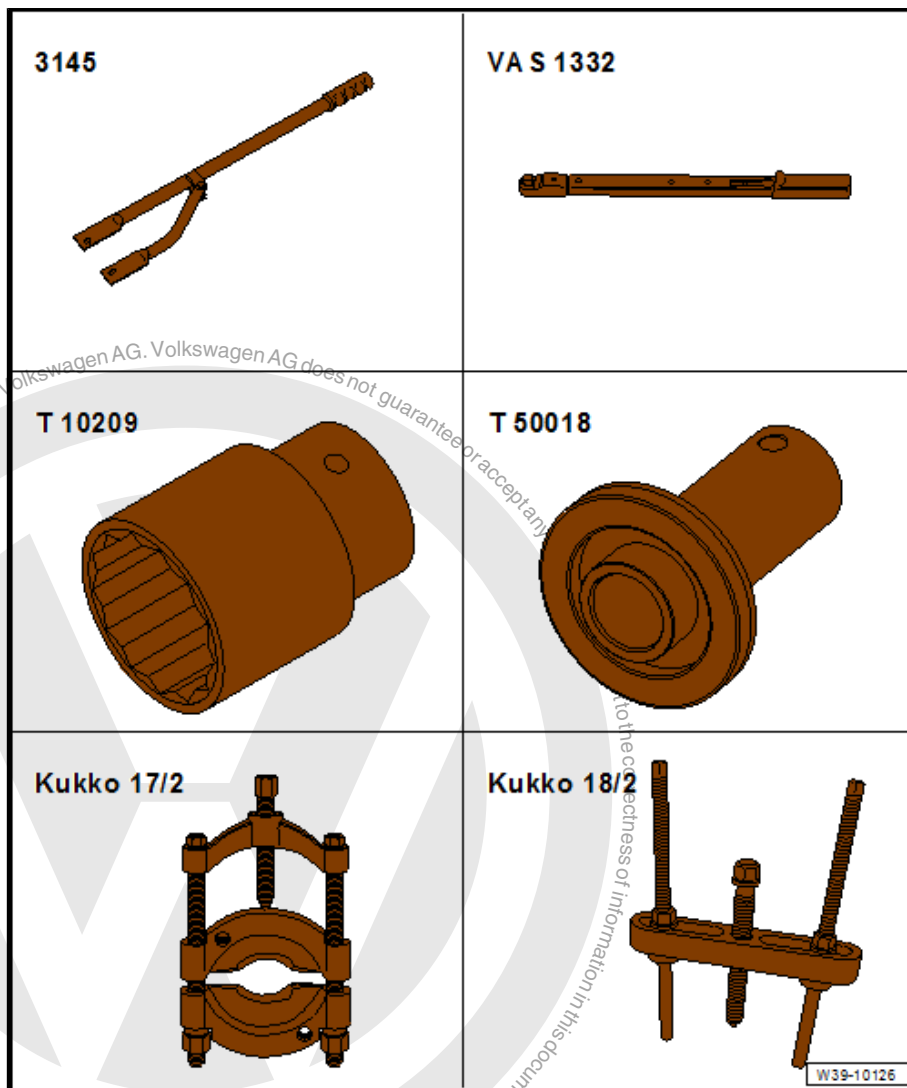 3145
VA S 1332
Volkswagen AG. Volkswagen AG does not guarantee or accept any
T 10209
T 50018
to the correctness of information in this docu
Kukko 17/2
Kukko 18/2
W39-10126